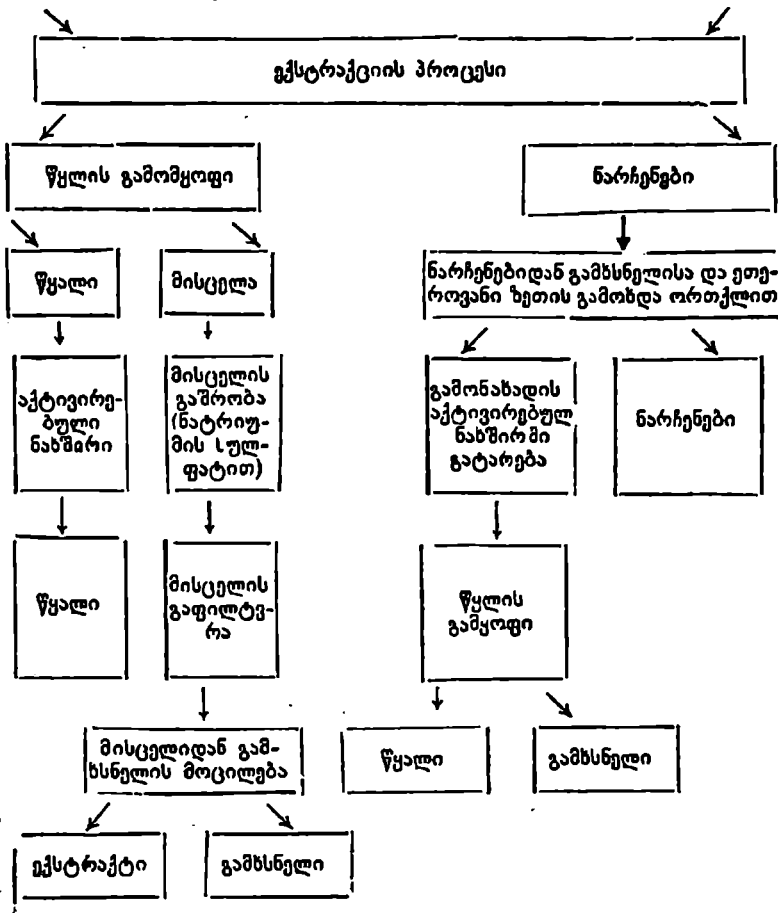 ექსტრაქციის პროცესი
წყლის გამომყოფი
ნარჩენები
წყალი
მისცელა
ნარჩენებიდან გამხსნელისა და ეთე-
როვანი ზეთის გამოხდა ორთქლით
აქტივირე-
ბული
ნახშირი
მისცელის
გაშრობა
(ნატრიუ-
მის სულ-
ფატით)
გამონახადის
აქტივირებულ
ნახშირში
გატარება
ნარჩენები
წყალი
მისცელის
გაფილტვ-
რა
წყლის
გამყოფი
მისცელიდან გამ-
ხსნელის მოცილება
წყალი
გამხსნელი
ექსტრაქტი
გამხსნელი